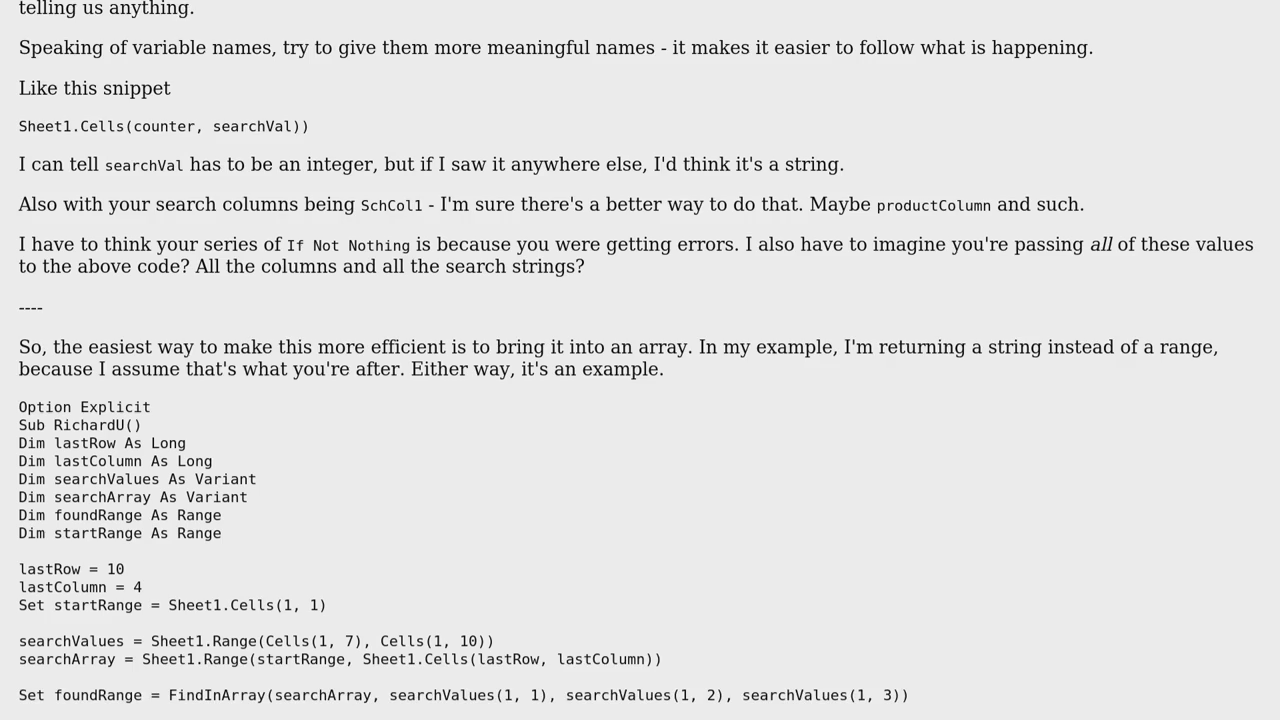 telling us anything.
Speaking of variable names, try to give them more meaningful names - it makes it easier to follow what is happening.
Like this snippet
Sheet1.Cells(counter, searchVal))
I can tell searchVal has to be an integer, but if I saw it anywhere else, I'd think it's a string.
Also with your search columns being SchCol1 - I'm sure there's a better way to do that. Maybe productColumn and such.
I have to think your series of If Not Nothing is because you were getting errors. I also have to imagine you're passing all of these values
to the above code? All the columns and all the search strings?
----
So, the easiest way to make this more efficient is to bring it into an array. In my example, I'm returning a string instead of a range,
because I assume that's what you're after. Either way, it's an example.
Option Explicit
Sub RichardU()
Dim lastRow As Long
Dim lastColumn As Long
Dim searchValues As Variant
Dim searchArray As Variant
Dim foundRange As Range
Dim startRange As Range
lastRow = 10
lastColumn = 4
Set startRange = Sheet1.Cells(1, 1)
searchValues = Sheet1.Range(Cells(1, 7), Cells(1, 10))
searchArray = Sheet1.Range(startRange, Sheet1.Cells(lastRow, lastColumn))
Set foundRange = FindInArray(searchArray, searchValues(1, 1), searchValues(1, 2), searchValues(1, 3))